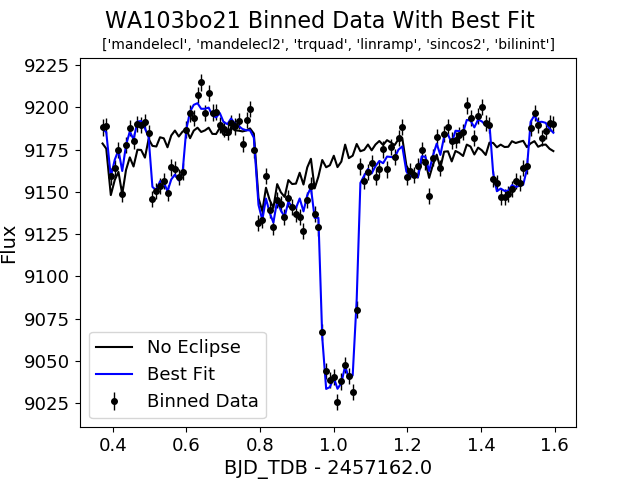 WA103bo21 Binned Data With Best Fit
['mandelecl', 'mandelecl2', 'trquad', 'linramp', 'sincos2', 'bilinint']
9225
9200
9175
9150
9125
9100
9075
9050
9025
Flux
No Eclipse
Best Fit
Binned Data
0.4 0.6 0.8 1.0 1.2 1.4 1.6
BJD_TDB - 2457162.0